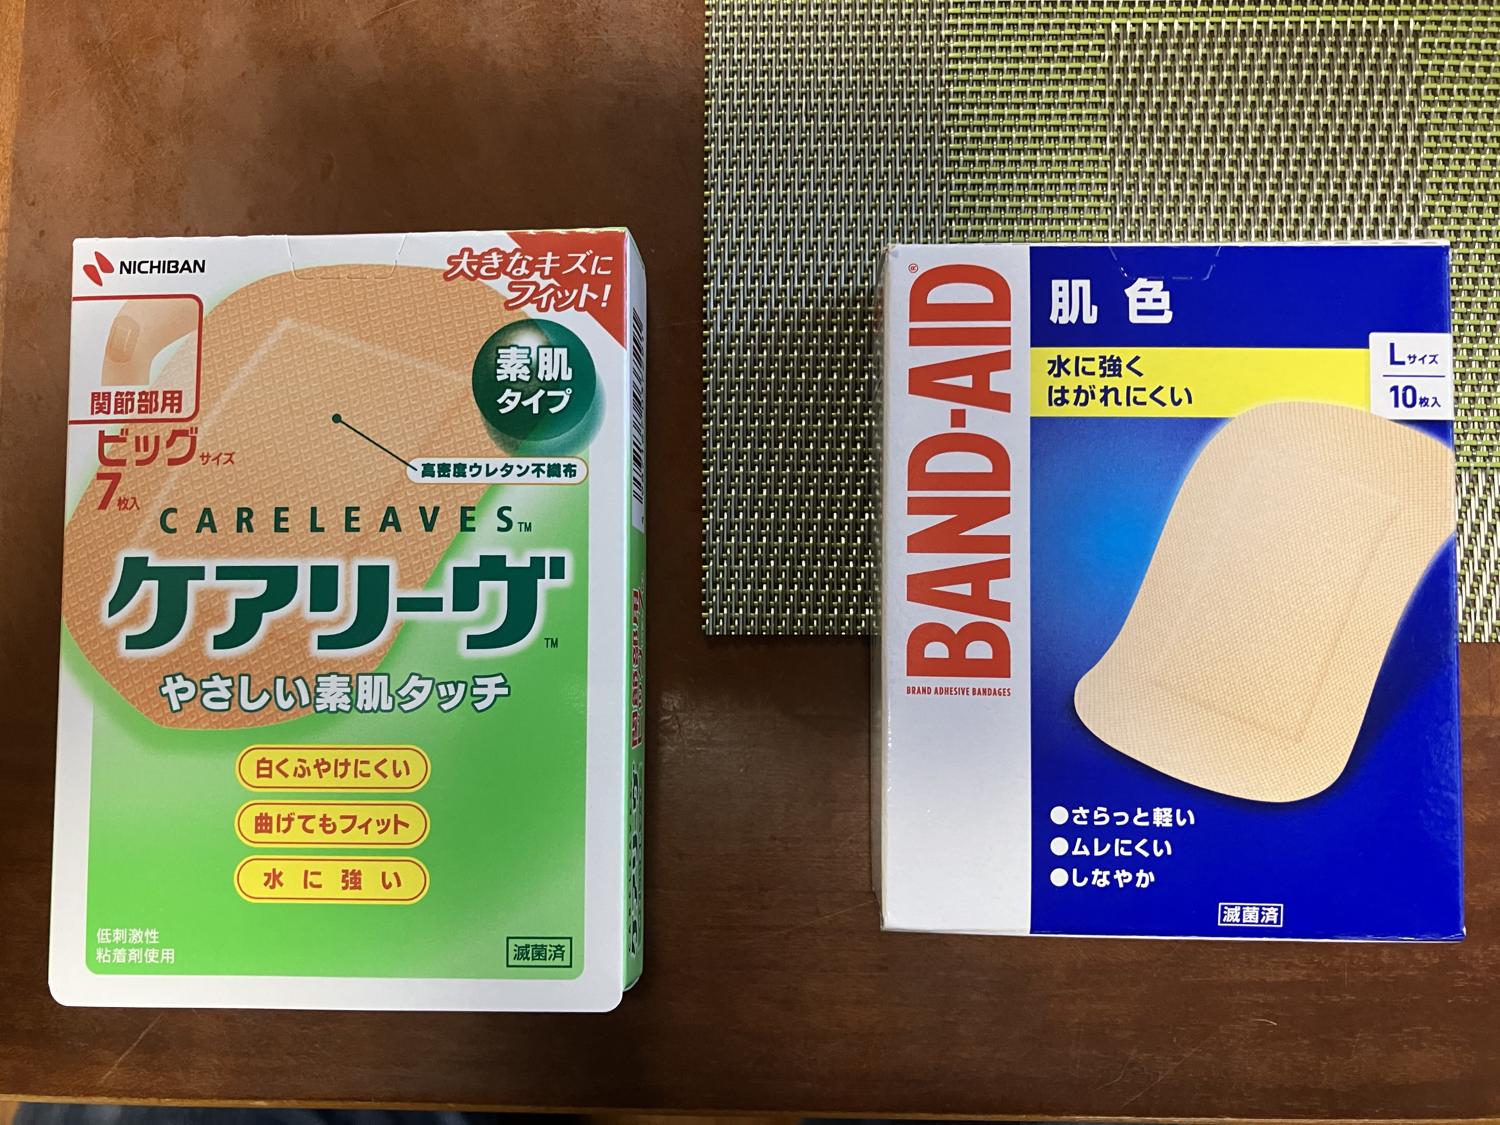 NICHIBAN
大きなキズに
フィット!
素肌
タイプ
関節部用
ビッグサイズ
7枚入
高密度ウレタン不織布
CARELEAVES™
ケアリーヴ™
やさしい素肌タッチ
白くふやけにくい
曲げてもフィット
水に強い
低刺激性
粘着剤使用
滅菌済
BAND-AID®
BRAND ADHESIVE BANDAGES
肌色
水に強く
はがれにくい
Lサイズ
10枚入
●さらっと軽い
●ムレにくい
●しなやか
滅菌済